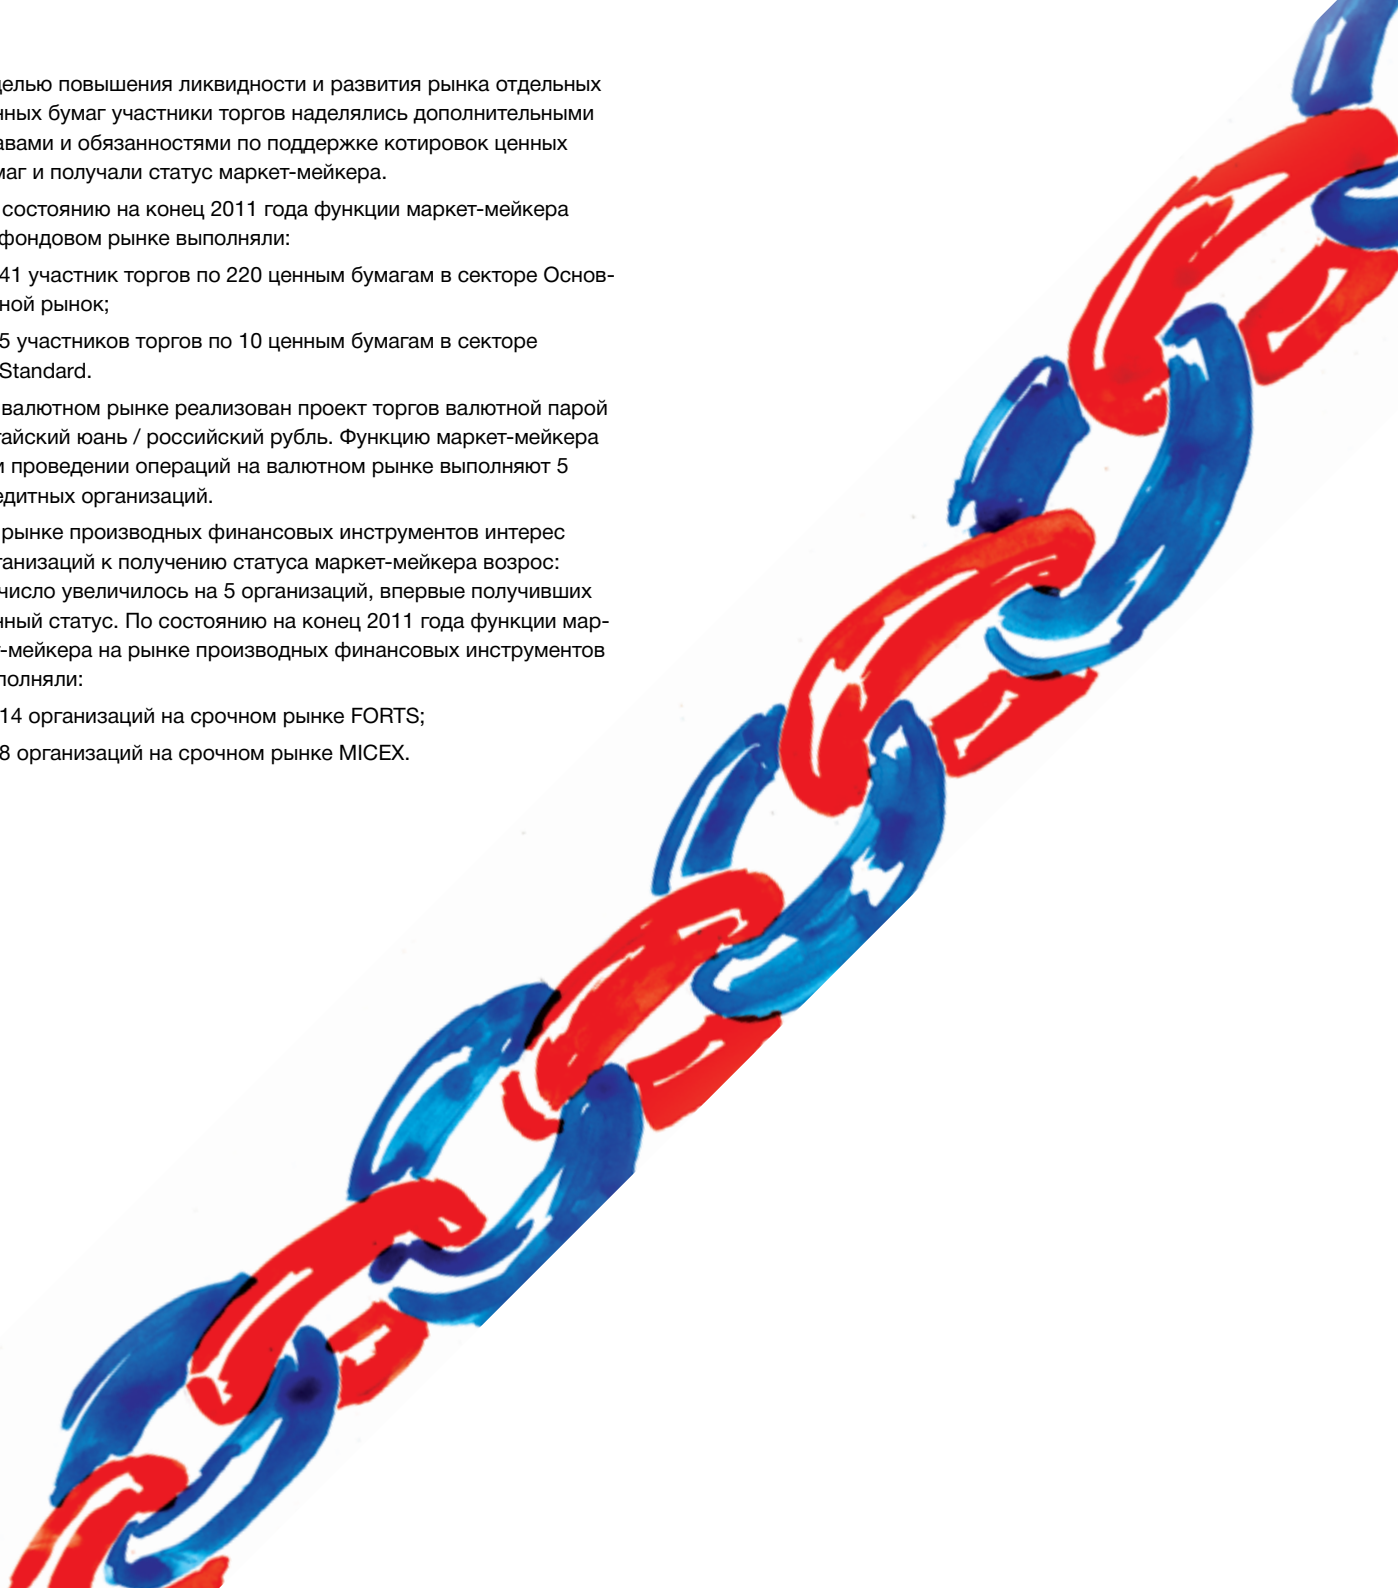 целью повышения ликвидности и развития рынка отдельных
нных бумаг участники торгов наделялись дополнительными
авами и обязанностями по поддержке котировок ценных
маг и получали статус маркет-мейкера.
состоянию на конец 2011 года функции маркет-мейкера
фондовом рынке выполняли:
41 участник торгов по 220 ценным бумагам в секторе Основ-
ной рынок;
5 участников торгов по 10 ценным бумагам в секторе
Standard.
валютном рынке реализован проект торгов валютной парой
тайский юань / российский рубль. Функцию маркет-мейкера
и проведении операций на валютном рынке выполняют 5
едитных организаций.
рынке производных финансовых инструментов интерес
ганизаций к получению статуса маркет-мейкера возрос:
число увеличилось на 5 организаций, впервые получивших
нный статус. По состоянию на конец 2011 года функции мар-
-мейкера на рынке производных финансовых инструментов
полняли:
14 организаций на срочном рынке FORTS;
8 организаций на срочном рынке MICEX.